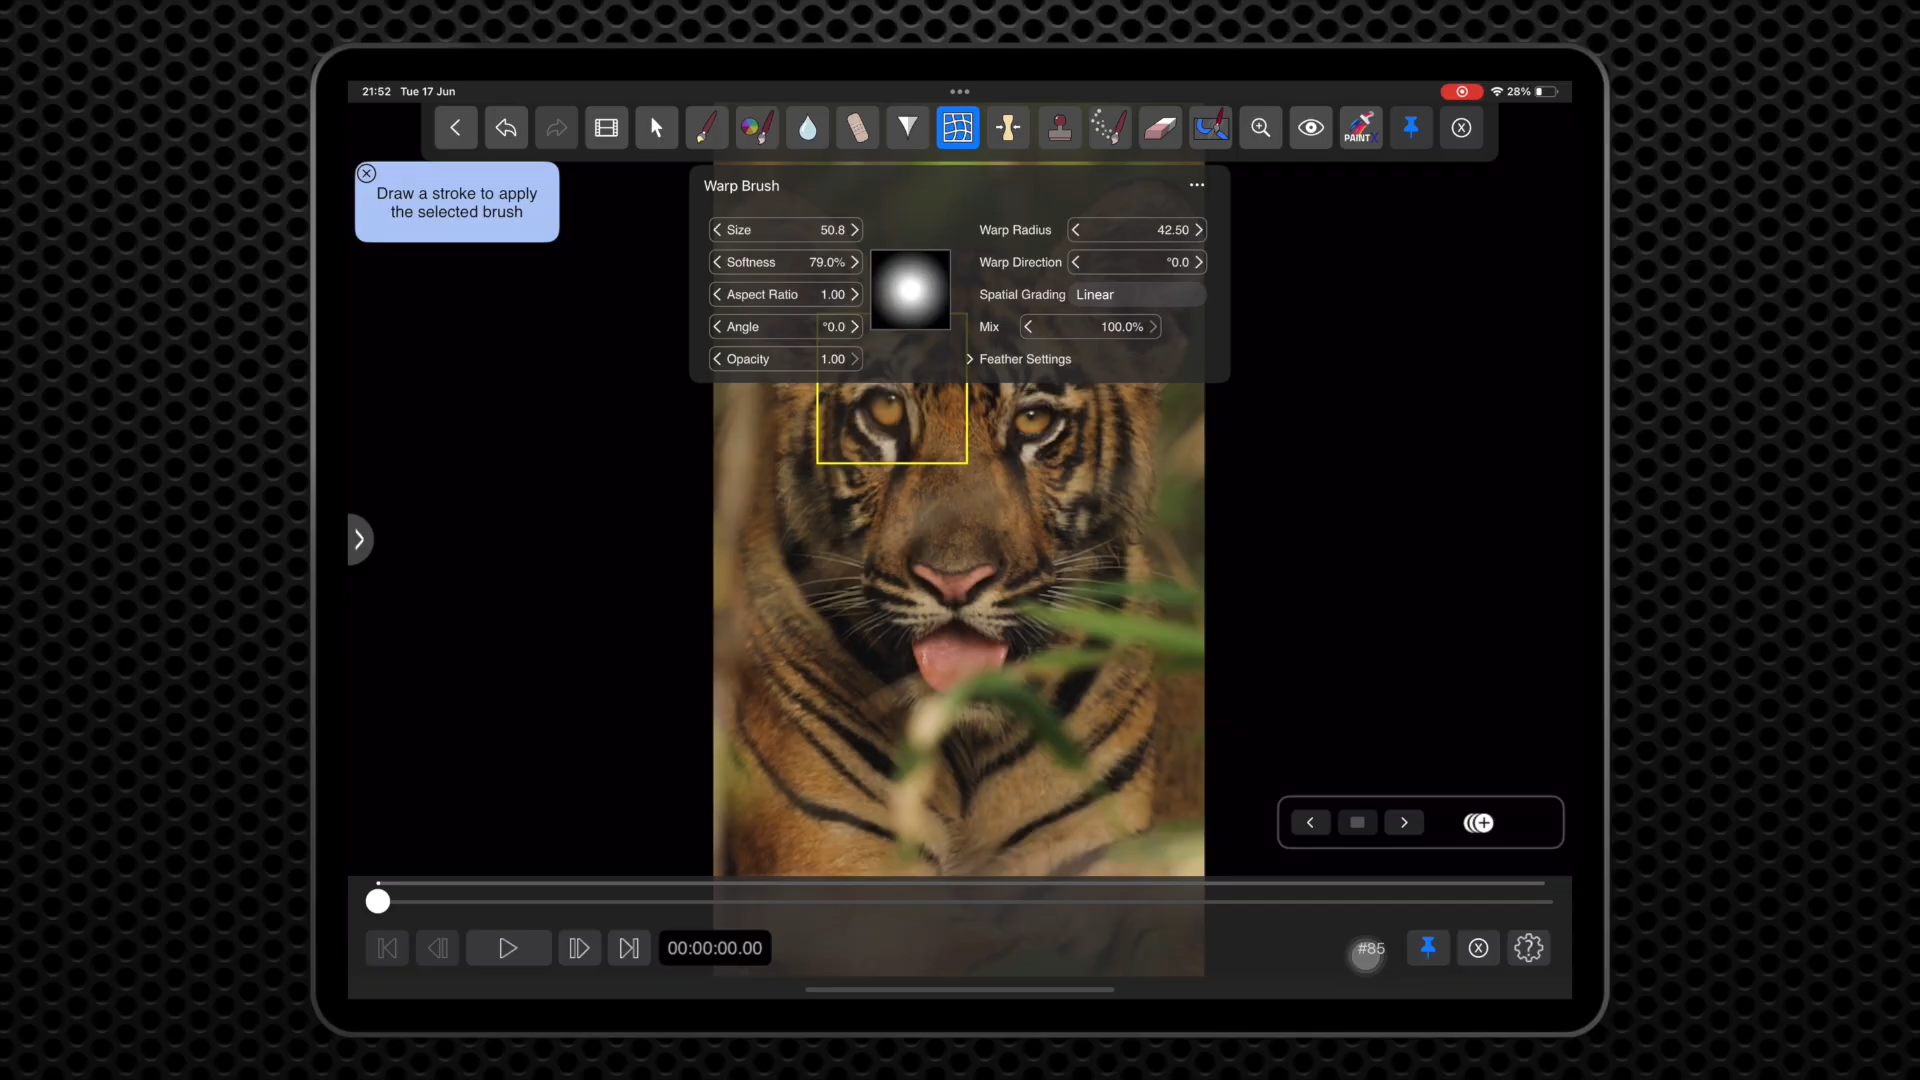 21:52 Tue 17 Jun
28%
PAINTX
Draw a stroke to apply
the selected brush
Warp Brush
Size 50.8
Softness 79.0%
Aspect Ratio 1.00
Angle °0.0
Opacity 1.00
Warp Radius 42.50
Warp Direction °0.0
Spatial Grading Linear
Mix 100.0%
Feather Settings
00:00:00.00
#85